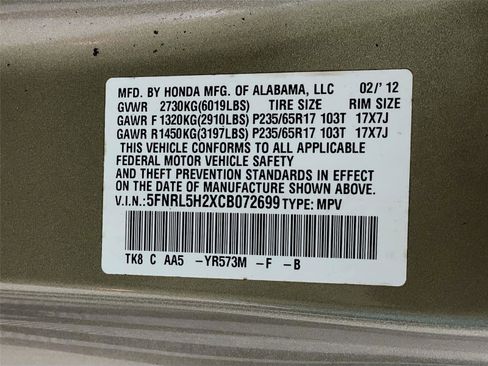 MFD. BY HONDA MFG. OF ALABAMA, LLC 02/'12
GVWR 2730KG(6019LBS) TIRE SIZE RIM SIZE
GAWR F 1320KG(2910LBS) P235/65R17 103T 17X7J
GAWR R 1450KG(3197LBS) P235/65R17 103T 17X7J
THIS VEHICLE CONFORMS TO ALL APPLICABLE
FEDERAL MOTOR VEHICLE SAFETY
AND THEFT PREVENTION STANDARDS IN EFFECT
ON THE DATE OF MANUFACTURE SHOWN ABOVE.
V.I.N.: 5FNRL5H2XCB072699 TYPE: MPV
TK8 C AA5 -YR573M -F -B